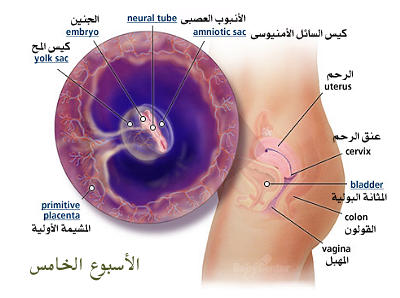 الجنين
embryo
الأنبوب العصبى
neural tube
كيس السائل الأمنيوسى
amniotic sac
كيس المح
yolk sac
الرحم
uterus
عنق الرحم
cervix
bladder
المثانة البولية
colon
القولون
vagina
المهبل
primitive
placenta
المشيمة الأولية
الأسبوع الخامس